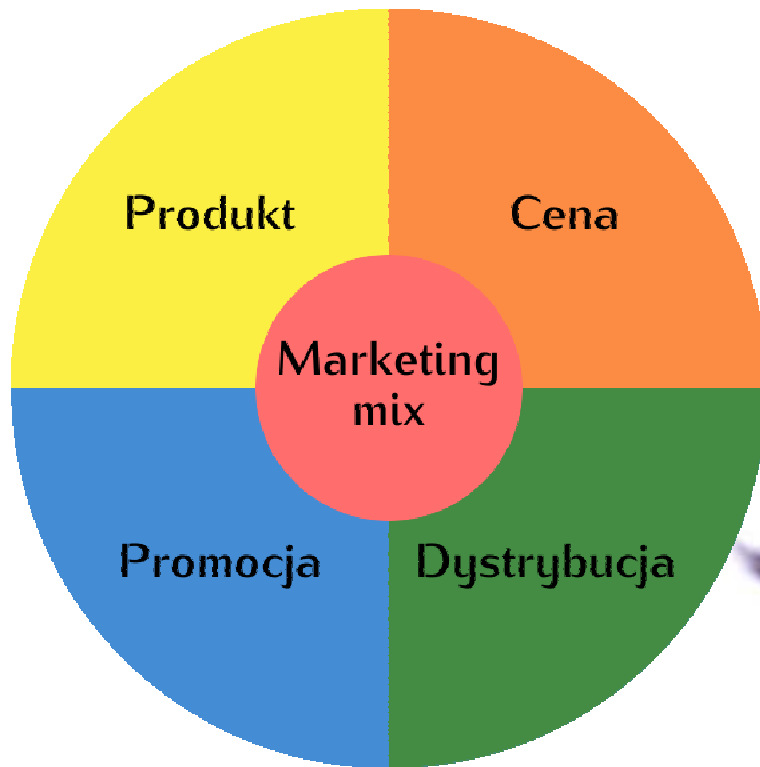 Produkt
Cena
Marketing
mix
Promocja
Dystrybucja